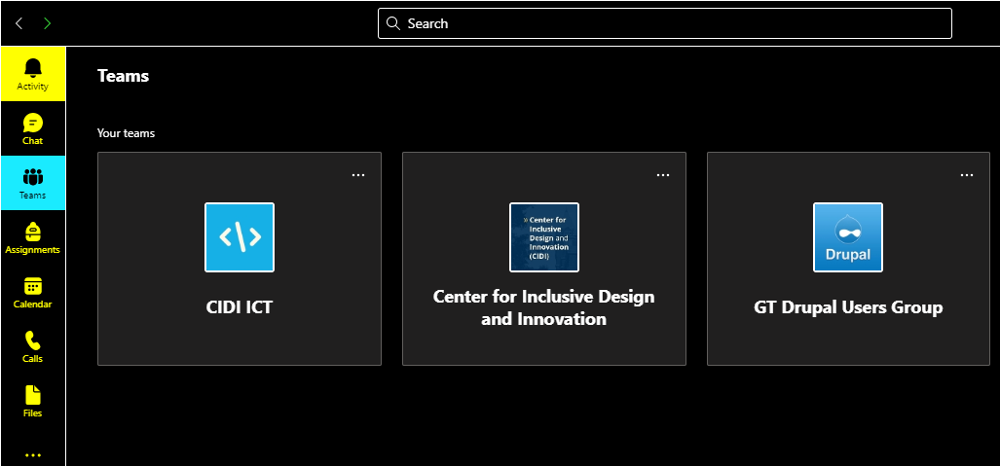 Search
Activity
Chat
Teams
Assignments
Calendar
Calls
Files
Teams
Your teams
</>
CIDI ICT
» Center for
Inclusive
Design and
Innovation
(CIDI)
Center for Inclusive Design
and Innovation
Drupal
GT Drupal Users Group